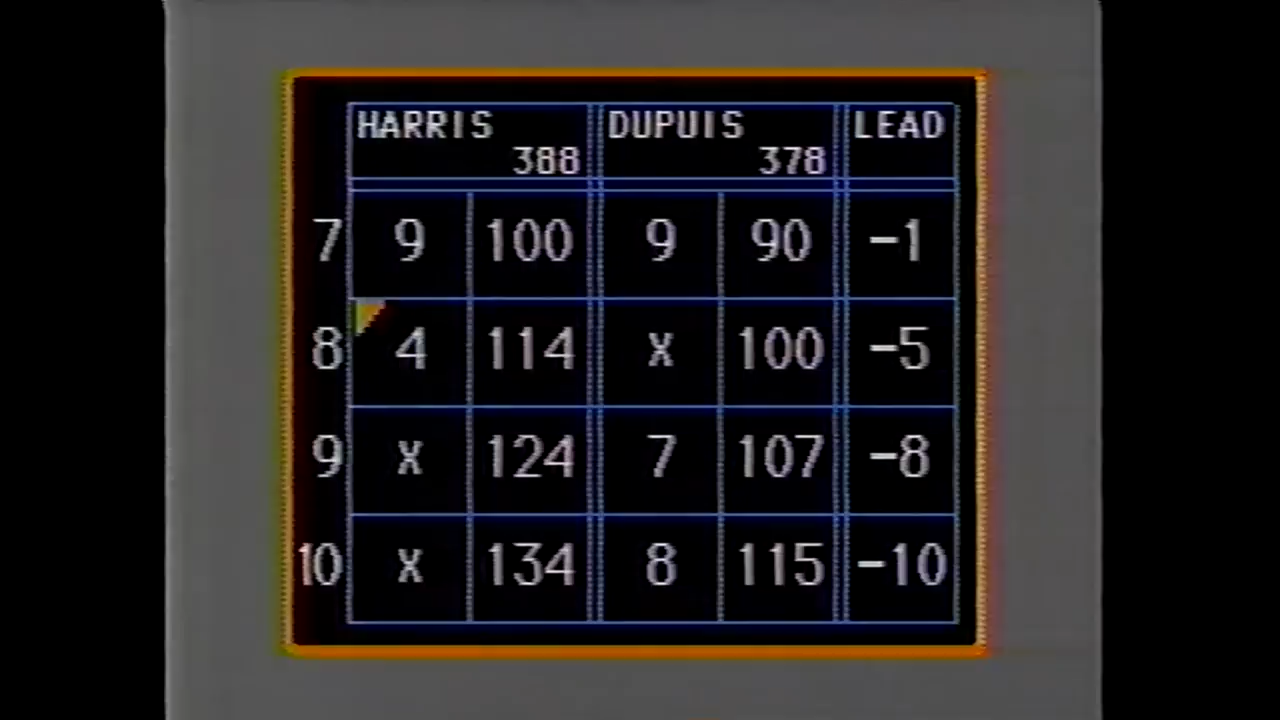 HARRIS DUPUIS LEAD
388 378
7 9 100 9 90 -1
8 4 114 x 100 -5
9 x 124 7 107 -8
10 x 134 8 115 -10